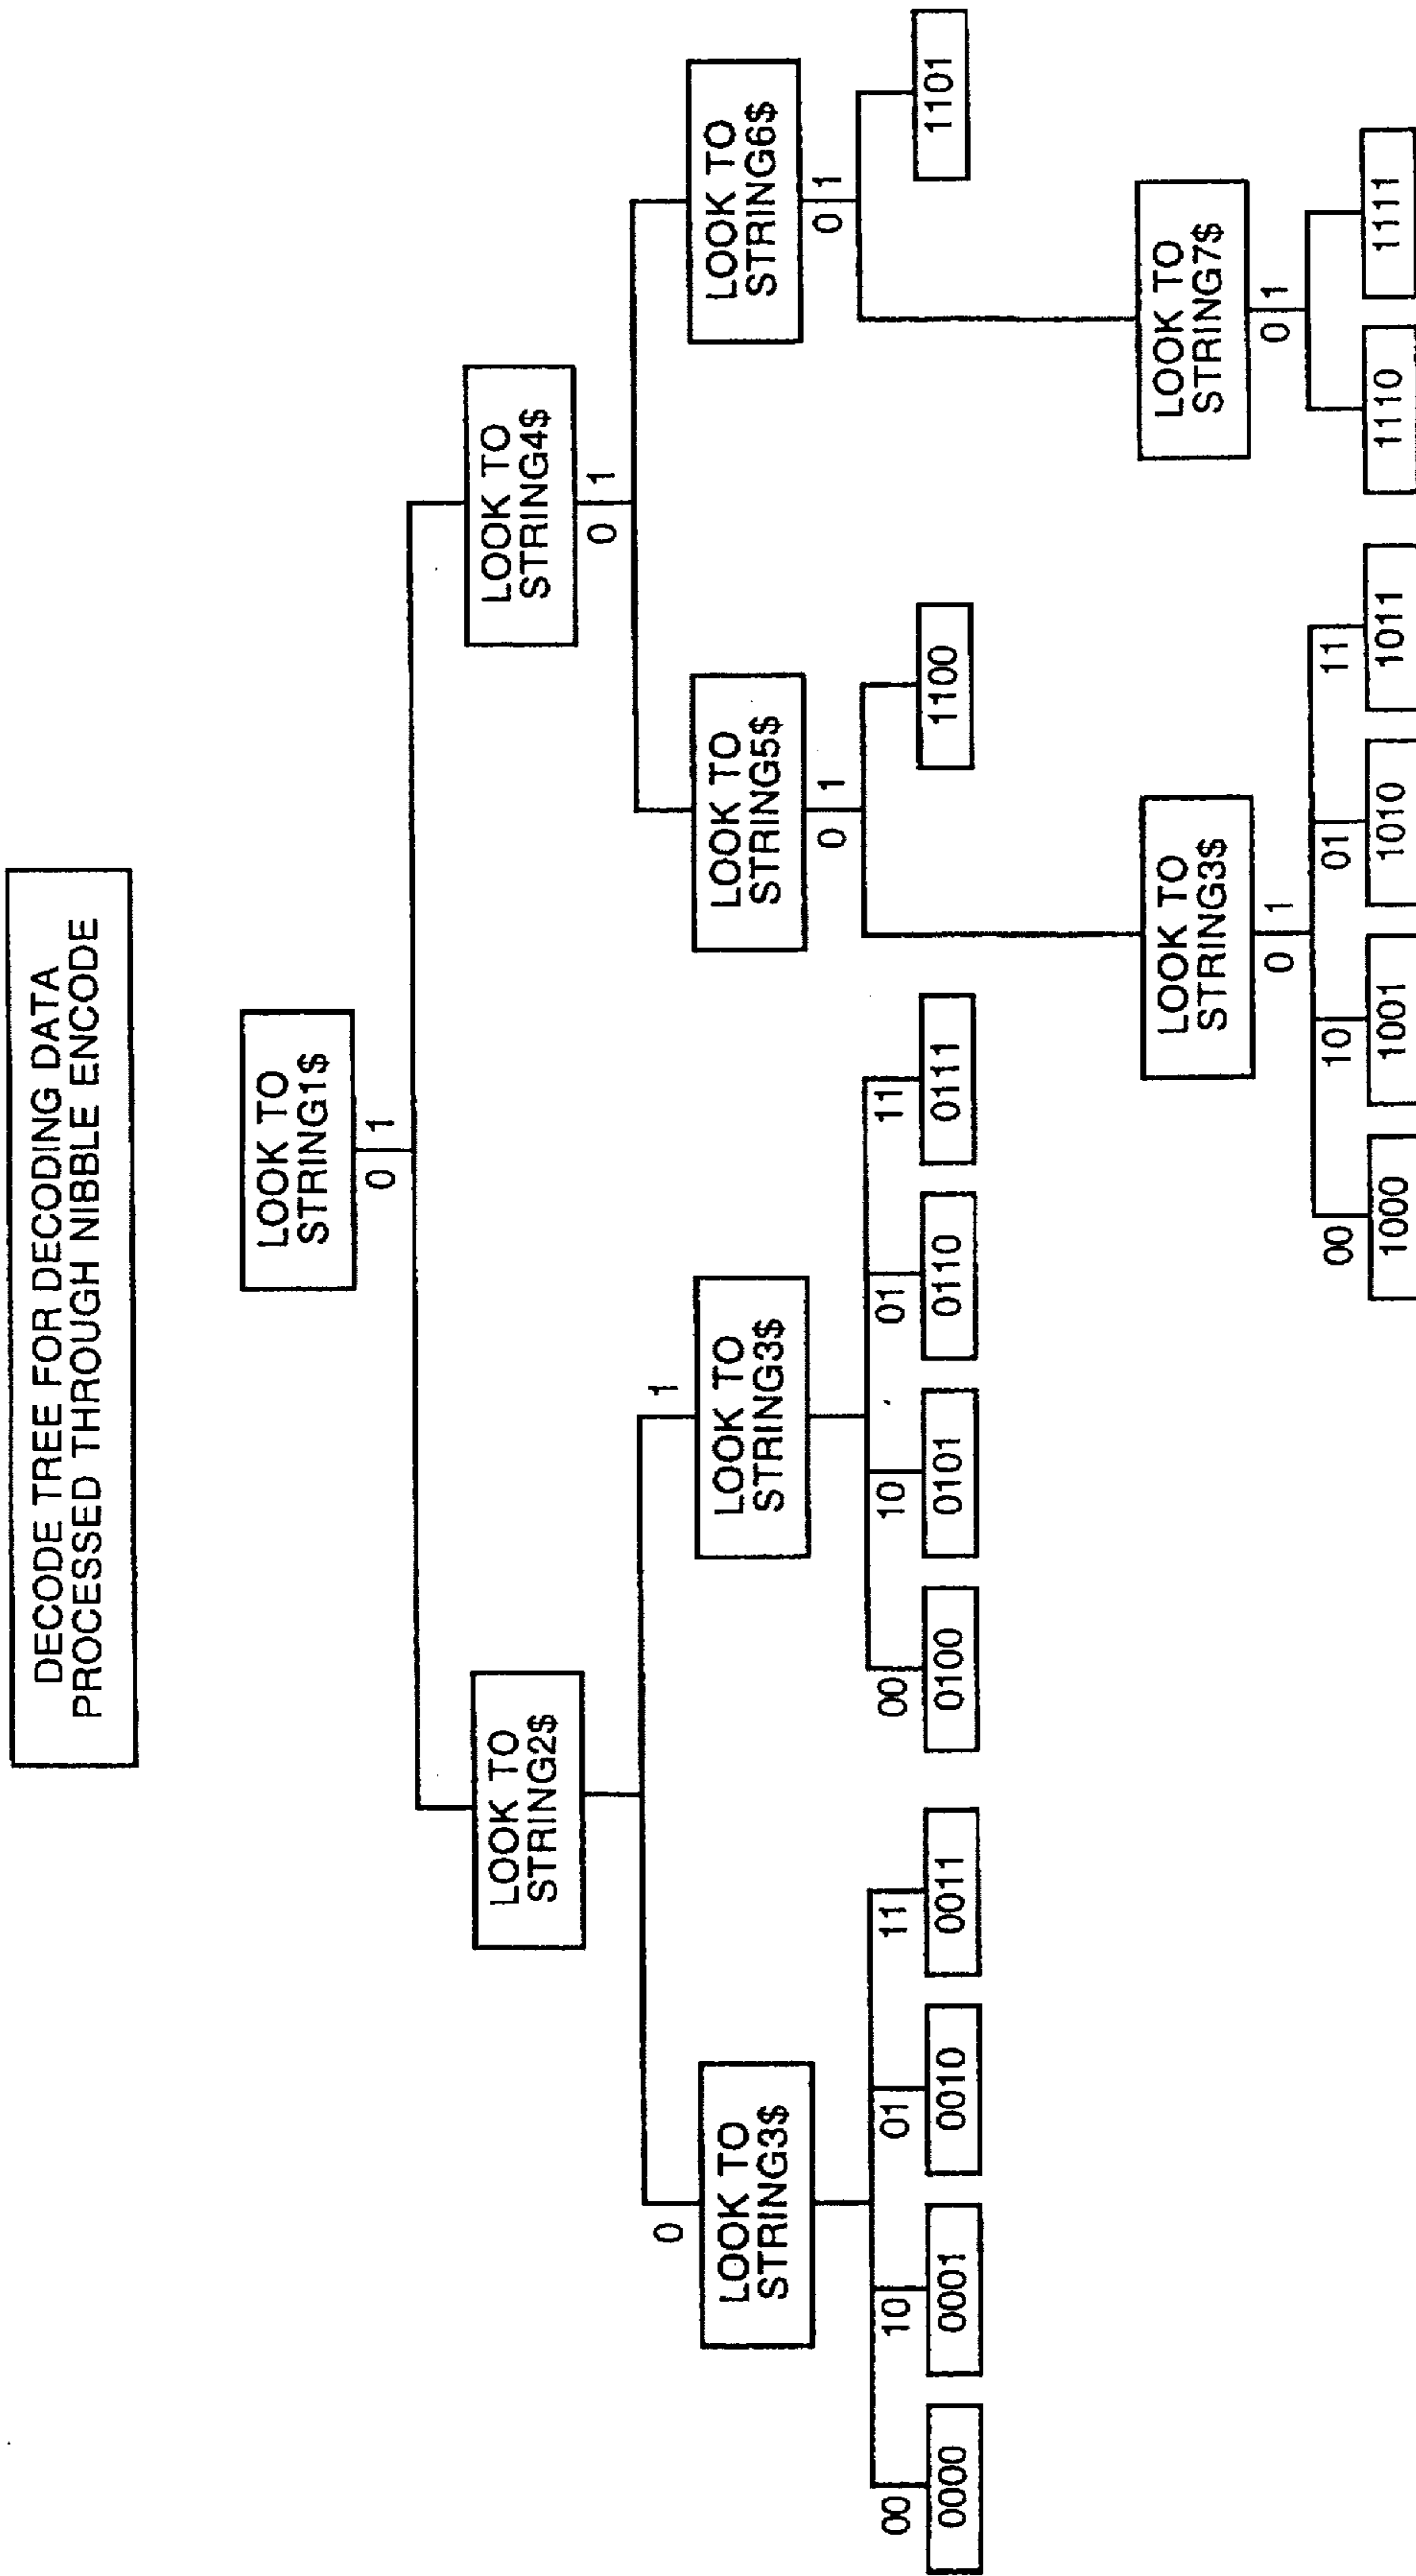 DECODE TREE FOR DECODING DATA
PROCESSED THROUGH NIBBLE ENCODE
LOOK TO
STRING1$
0 1
LOOK TO
STRING2$
LOOK TO
STRING4$
0 1
0
1
LOOK TO
STRING3$
LOOK TO
STRING3$
LOOK TO
STRING5$
0 1
LOOK TO
STRING6$
0 1
00 10 01 11
0000 0001 0010 0011
00 10 01 11
0100 0101 0110 0111
1100
1101
LOOK TO
STRING3$
0 1
LOOK TO
STRING7$
0 1
00 10 01 11
1000 1001 1010 1011
1110 1111